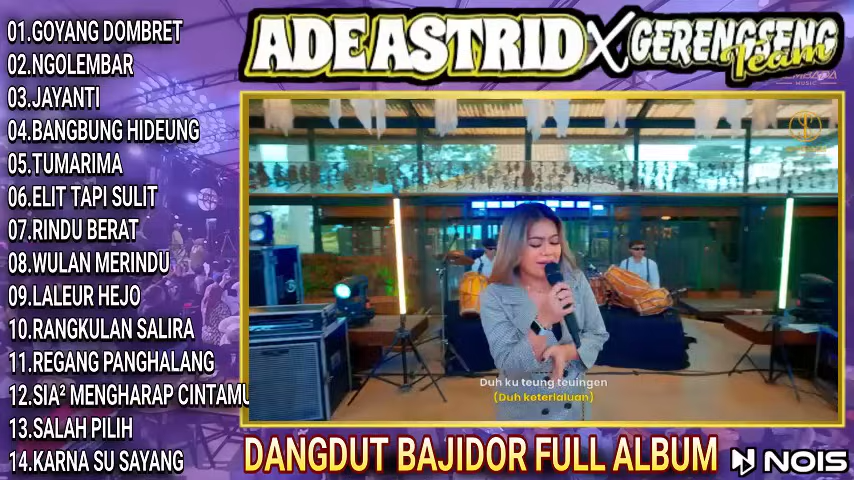 01.GOYANG DOMBRET
02.NGOLEMBAR
03.JAYANTI
04.BANGBUNG HIDEUNG
05.TUMARIMA
06.ELIT TAPI SULIT
07.RINDU BERAT
08.WULAN MERINDU
09.LALEUR HEJO
10.RANGKULAN SALIRA
11.REGANG PANGHALANG
12.SIA² MENGHARAP CINTAMU
13.SALAH PILIH
14.KARNA SU SAYANG
ADE ASTRID X GERENGSENG
Team
MUSIC
Duh ku teung teuingen
(Duh keterlaluan)
DANGDUT BAJIDOR FULL ALBUM
NOIS